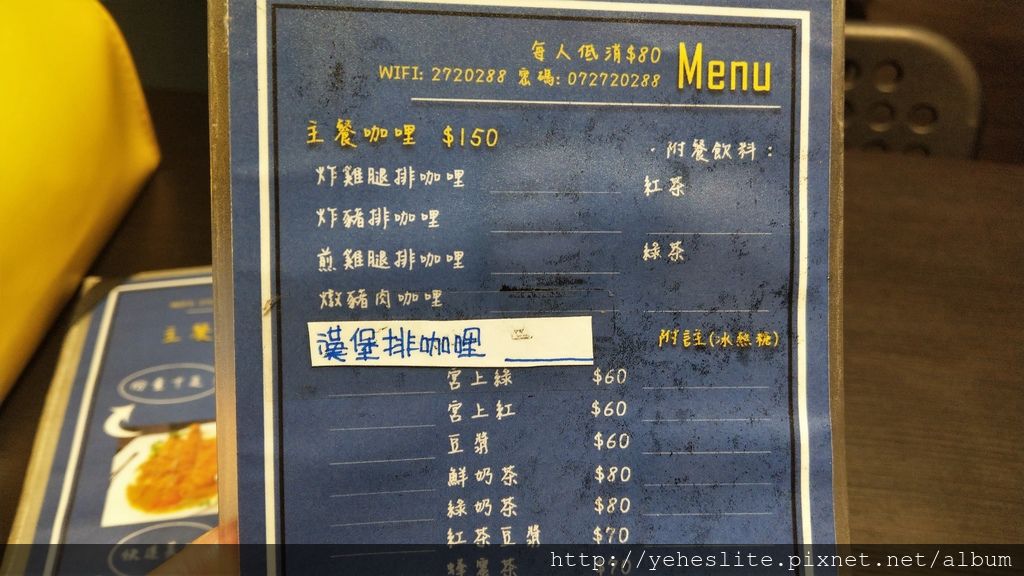 每人低消$80
WIFI: 2720288 密碼: 072720288
Menu
主餐咖哩 $150
· 附餐飲料:
炸雞腿排咖哩
紅茶
炸豬排咖哩
煎雞腿排咖哩
綠茶
燉豬肉咖哩
漢堡排咖哩
附註(冰熱糖)
宮上綠 $60
宮上紅 $60
豆漿 $60
鮮奶茶 $80
綠奶茶 $80
紅茶豆漿 $70
http://yeheslite.pixnet.net/album